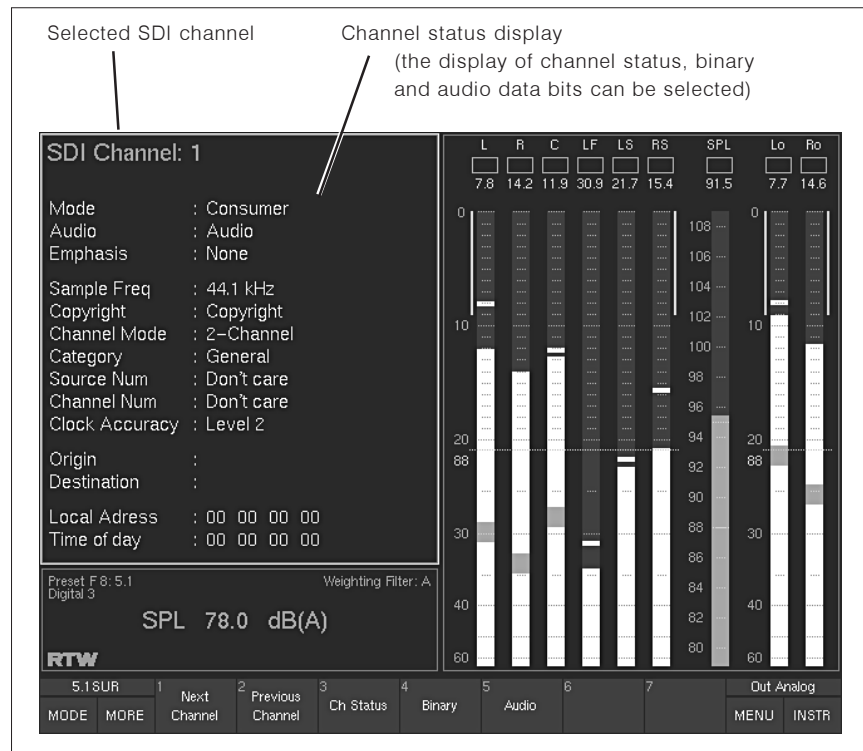 Selected SDI channel
Channel status display
(the display of channel status, binary
and audio data bits can be selected)
SDI Channel: 1
Mode : Consumer
Audio : Audio
Emphasis : None
Sample Freq : 44.1 kHz
Copyright : Copyright
Channel Mode : 2-Channel
Category : General
Source Num : Don't care
Channel Num : Don't care
Clock Accuracy : Level 2
Origin :
Destination :
Local Adress : 00 00 00 00
Time of day : 00 00 00 00
Preset F 8: 5.1 Weighting Filter: A
Digital 3
SPL 78.0 dB(A)
RTW
L R C LF LS RS SPL Lo Ro
7.8 14.2 11.9 30.9 21.7 15.4 91.5 7.7 14.6
0
10
20
88
30
40
60
108
106
104
102
100
98
96
94
92
90
88
86
84
82
80
0
10
20
88
30
40
60
5.1SUR 1 Next Channel 2 Previous Channel 3 Ch Status 4 Binary 5 Audio 6 7 Out Analog
MODE MORE MENU INSTR